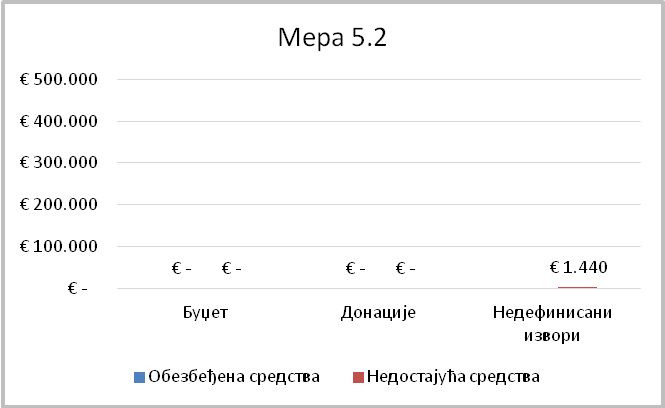 Мера 5.2
€ 500.000
€ 400.000
€ 300.000
€ 200.000
€ 100.000
€ -
€ - € - € - € - € 1.440
Буџет Донације Недефинисани извори
Обезбеђена средства Недостајућа средства